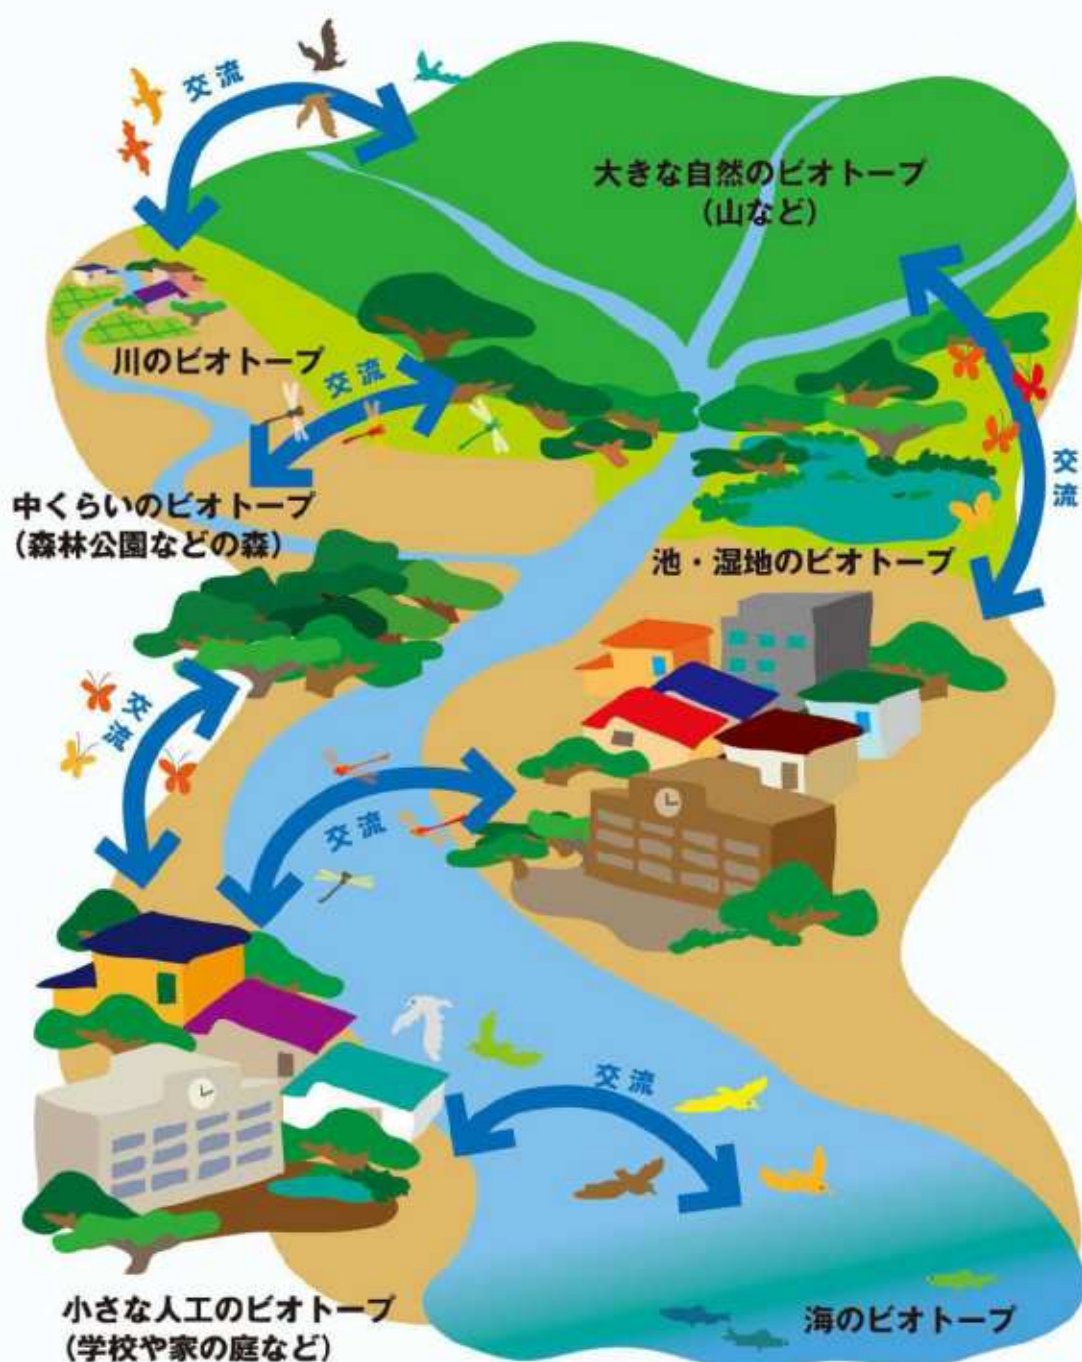 交流
大きな自然のビオトープ
（山など）
川のビオトープ
交流
交流
中くらいのビオトープ
（森林公園などの森）
池・湿地のビオトープ
交流
交流
交流
小さな人工のビオトープ
（学校や家の庭など）
海のビオトープ